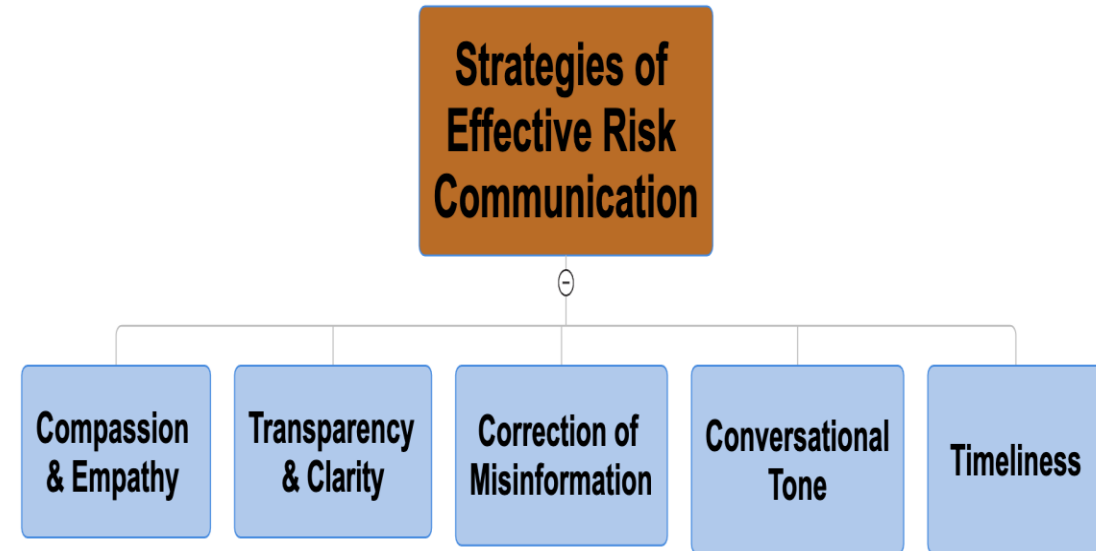 Strategies of
Effective Risk
Communication
Compassion
& Empathy
Transparency
& Clarity
Correction of
Misinformation
Conversational
Tone
Timeliness